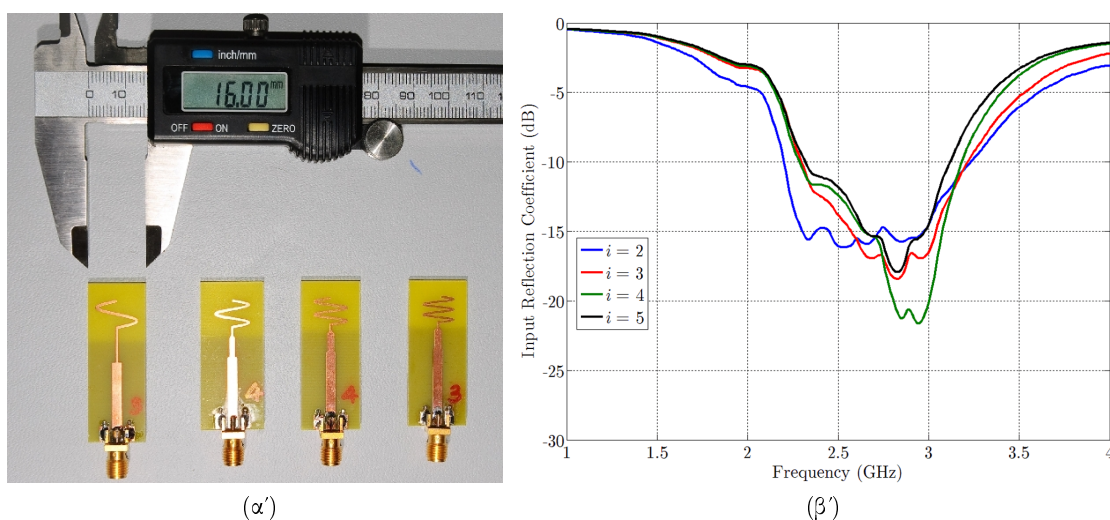 inch/mm
16.00 mm
0 10
80 90 100 110
OFF ON ZERO
3
4
4
3
(α')
Input Reflection Coefficient (dB)
0
-5
-10
-15
-20
-25
-30
i = 2
i = 3
i = 4
i = 5
1 1.5 2 2.5 3 3.5 4
Frequency (GHz)
(β')